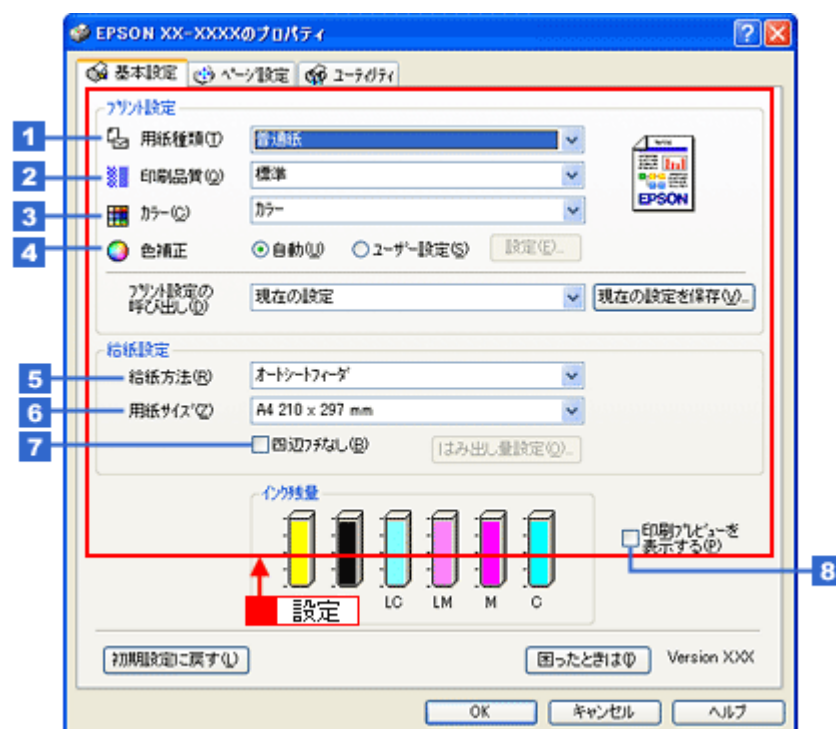 EPSON XX-XXXXのプロパティ
基本設定 ページ設定 ユーティリティ
プリント設定
1 用紙種類(T) 普通紙
2 印刷品質(Q) 標準
3 カラー(C) カラー
EPSON
4 色補正 自動(U) ユーザー設定(S) 設定(E)...
プリント設定の
呼び出し(D) 現在の設定 現在の設定を保存(V)...
給紙設定
5 給紙方法(R) オートシートフィーダ
6 用紙サイズ(Z) A4 210 x 297 mm
7 四辺フチなし(B) はみ出し量設定(O)...
インク残量
印刷プレビューを
表示する(P)
8
設定
LC LM M C
初期設定に戻す(L) 困ったときは(I) Version X.XX
OK キャンセル ヘルプ